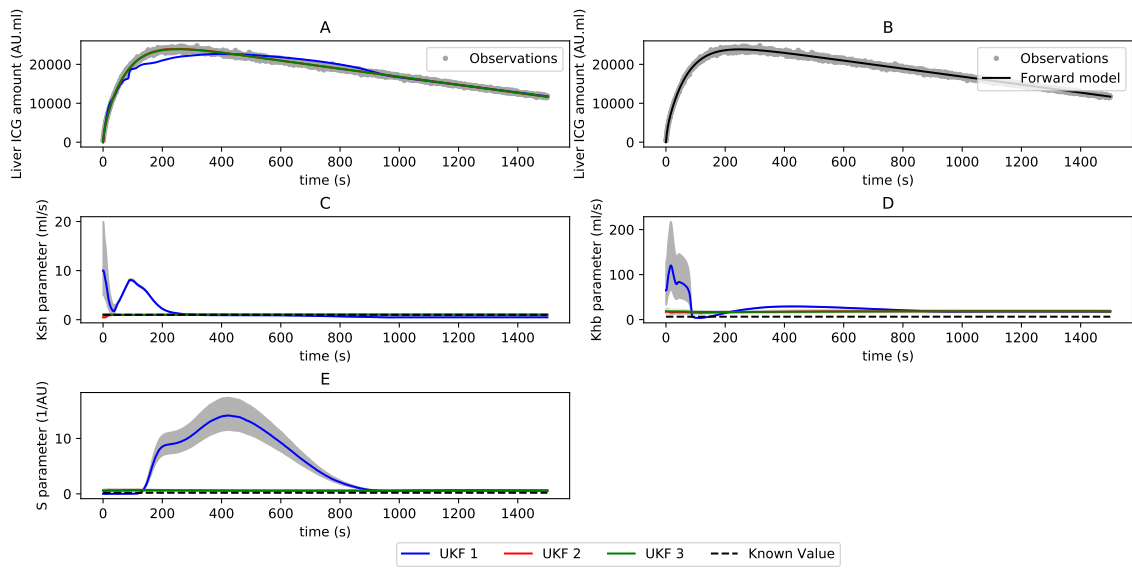 A
Liver ICG amount (AU.ml)
20000
10000
0
Observations
0 200 400 600 800 1000 1200 1400
time (s)
B
Liver ICG amount (AU.ml)
20000
10000
0
Observations
Forward model
0 200 400 600 800 1000 1200 1400
time (s)
C
Ksh parameter (ml/s)
20
10
0
0 200 400 600 800 1000 1200 1400
time (s)
D
Khb parameter (ml/s)
200
100
0
0 200 400 600 800 1000 1200 1400
time (s)
E
S parameter (1/AU)
10
0
0 200 400 600 800 1000 1200 1400
time (s)
UKF 1 UKF 2 UKF 3 Known Value